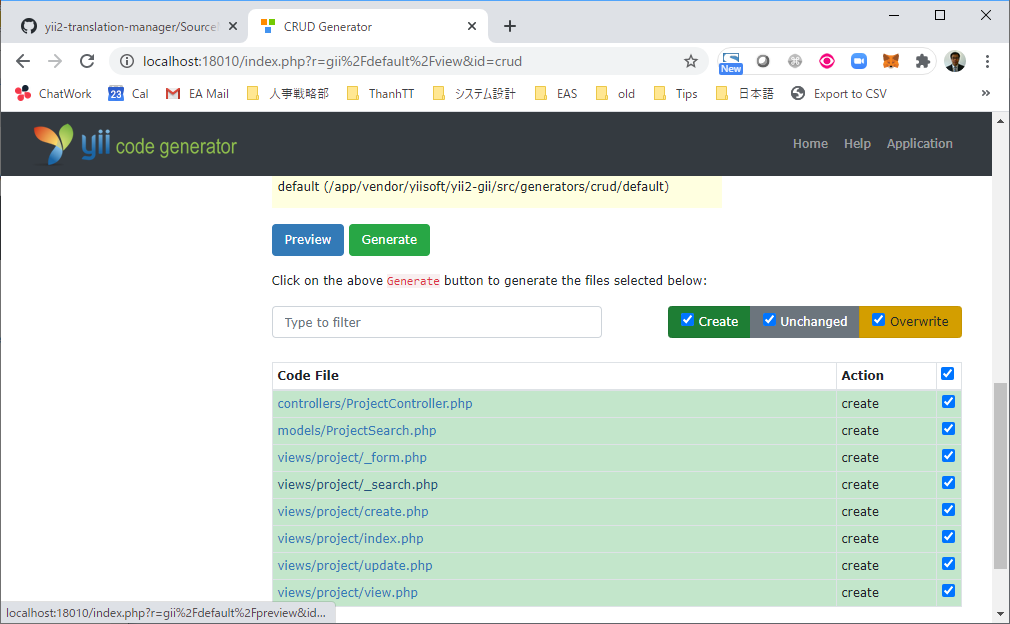 yii2-translation-manager/Source
CRUD Generator
localhost:18010/index.php?r=gii%2Fdefault%2Fview&id=crud
New
ChatWork
23
Cal
EA Mail
人事戦略部
ThanhTT
システム設計
EAS
old
Tips
日本語
Export to CSV
»
yii code generator
Home
Help
Application
default (/app/vendor/yiisoft/yii2-gii/src/generators/crud/default)
Preview
Generate
Click on the above Generate button to generate the files selected below:
Type to filter
Create
Unchanged
Overwrite
Code File
Action
controllers/ProjectController.php
create
models/ProjectSearch.php
create
views/project/_form.php
create
views/project/_search.php
create
views/project/create.php
create
views/project/index.php
create
views/project/update.php
create
views/project/view.php
create
localhost:18010/index.php?r=gii%2Fdefault%2Fpreview&id...